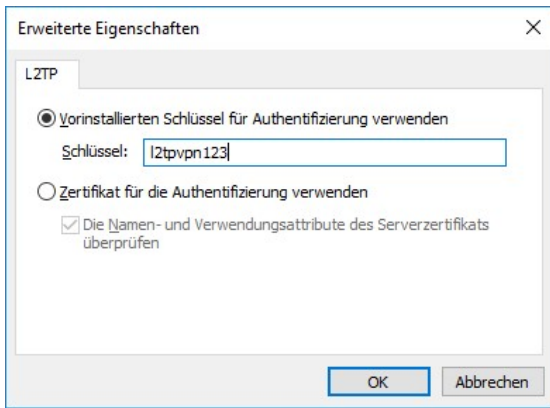 Erweiterte Eigenschaften
L2TP
Vorinstallierten Schlüssel für Authentifizierung verwenden
Schlüssel: l2tpvpn123
Zertifikat für die Authentifizierung verwenden
Die Namen- und Verwendungsattribute des Serverzertifikats
überprüfen
OK Abbrechen